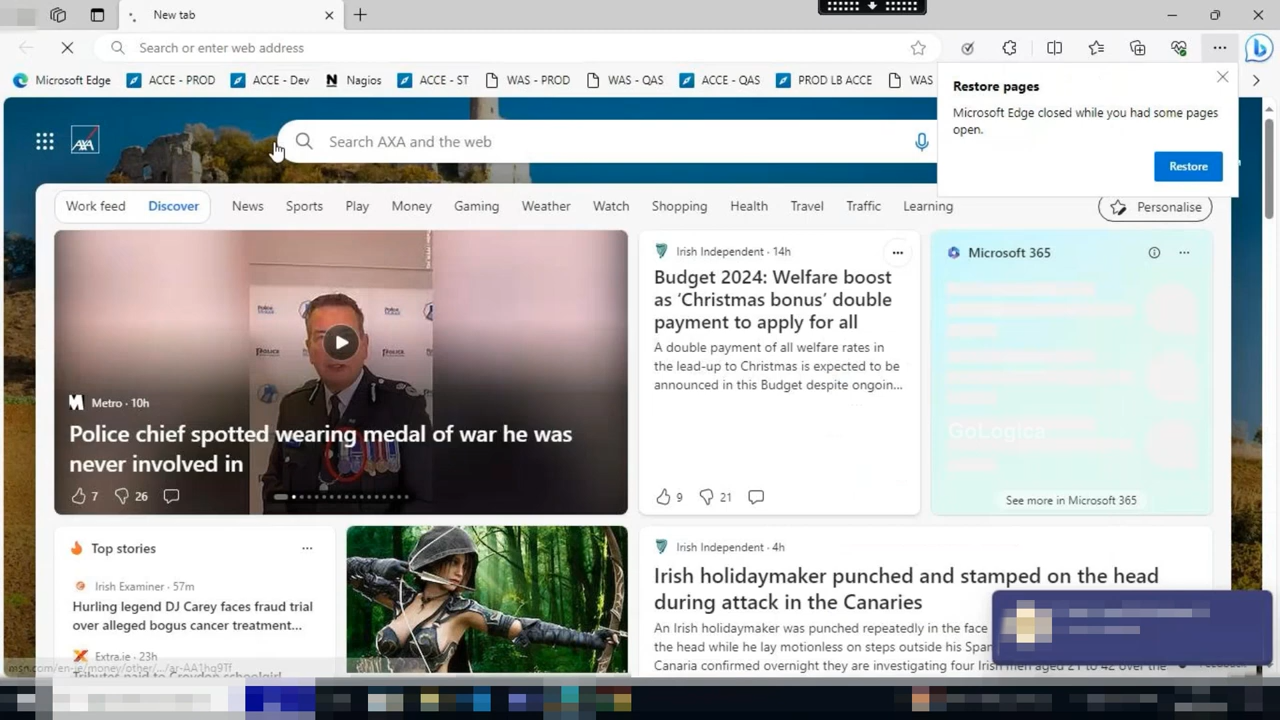 New tab
Search or enter web address
Microsoft Edge
ACCE - PROD
ACCE - Dev
Nagios
ACCE - ST
WAS - PROD
WAS - QAS
ACCE - QAS
PROD LB ACCE
WAS
Restore pages
Microsoft Edge closed while you had some pages
open.
Restore
AXA
Search AXA and the web
Work feed
Discover
News
Sports
Play
Money
Gaming
Weather
Watch
Shopping
Health
Travel
Traffic
Learning
Personalise
Metro · 10h
Police chief spotted wearing medal of war he was
never involved in
7
26
Irish Independent · 14h
Budget 2024: Welfare boost
as ‘Christmas bonus’ double
payment to apply for all
A double payment of all welfare rates in
the lead-up to Christmas is expected to be
announced in this Budget despite ongoin...
9
21
Microsoft 365
GoLogica
See more in Microsoft 365
Top stories
Irish Examiner · 57m
Hurling legend DJ Carey faces fraud trial
over alleged bogus cancer treatment...
Extra.ie · 23h
Irish Independent · 4h
Irish holidaymaker punched and stamped on the head
during attack in the Canaries
An Irish holidaymaker was punched repeatedly in the face
the head while he lay motionless on steps outside his Span
Canaria confirmed overnight they are investigating four Irish men aged 21 to 42 over the